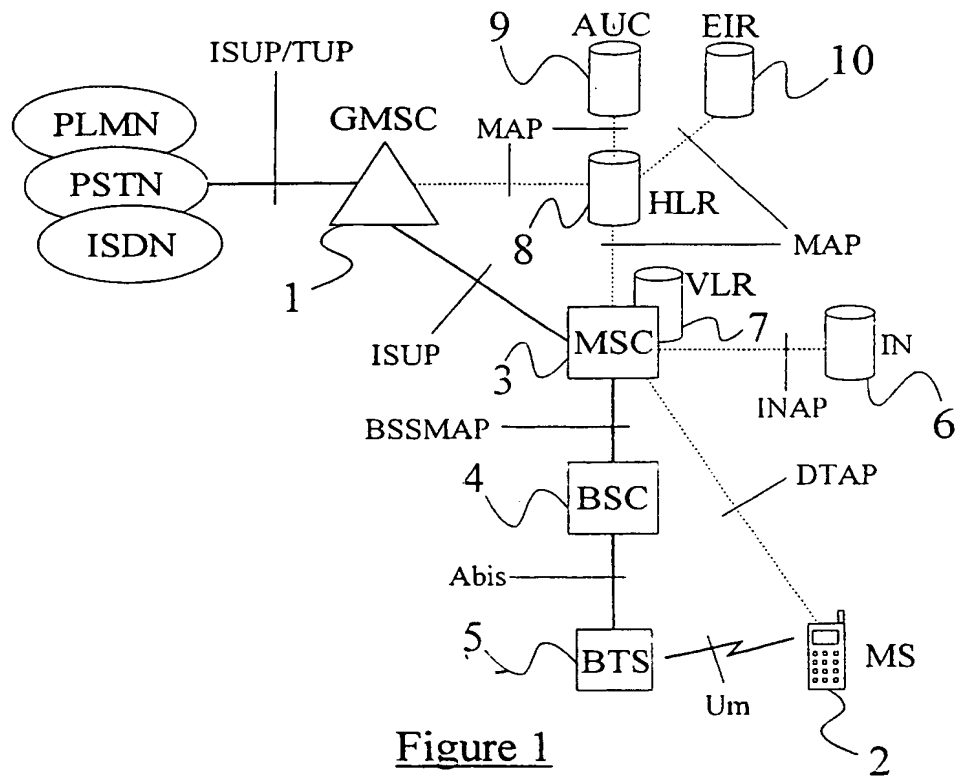 9
AUC
EIR
10
ISUP/TUP
PLMN
PSTN
ISDN
GMSC
MAP
HLR
8
MAP
1
VLR
7
ISUP
MSC
3
IN
6
INAP
BSSMAP
4
BSC
DTAP
Abis
5
BTS
MS
Um
2
Figure 1